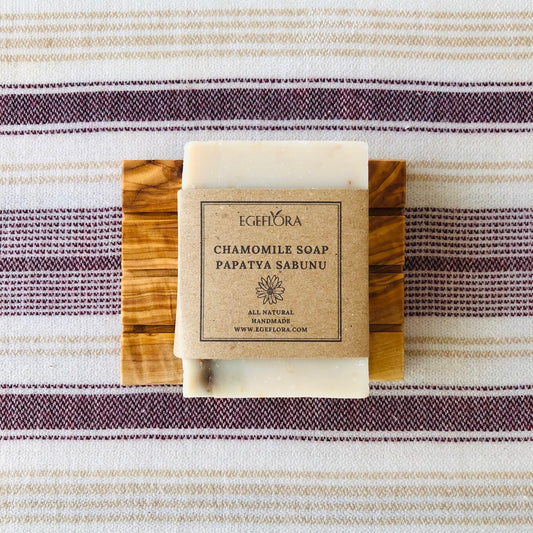 EGEFLORA
CHAMOMILE SOAP
PAPATYA SABUNU
ALL NATURAL
HANDMADE
WWW.EGEFLORA.COM